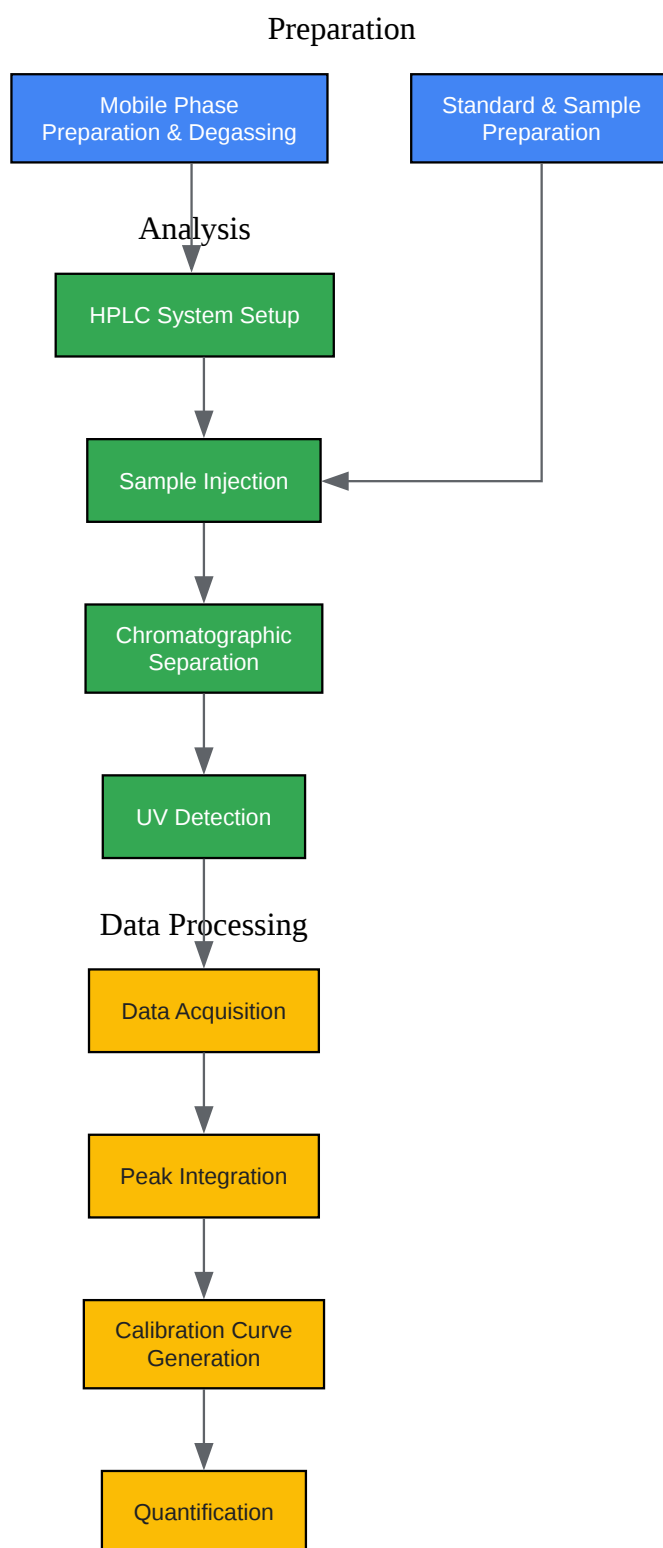 Preparation
Mobile Phase
Preparation & Degassing
Standard & Sample
Preparation
Analysis
HPLC System Setup
Sample Injection
Chromatographic
Separation
UV Detection
Data Processing
Data Acquisition
Peak Integration
Calibration Curve
Generation
Quantification